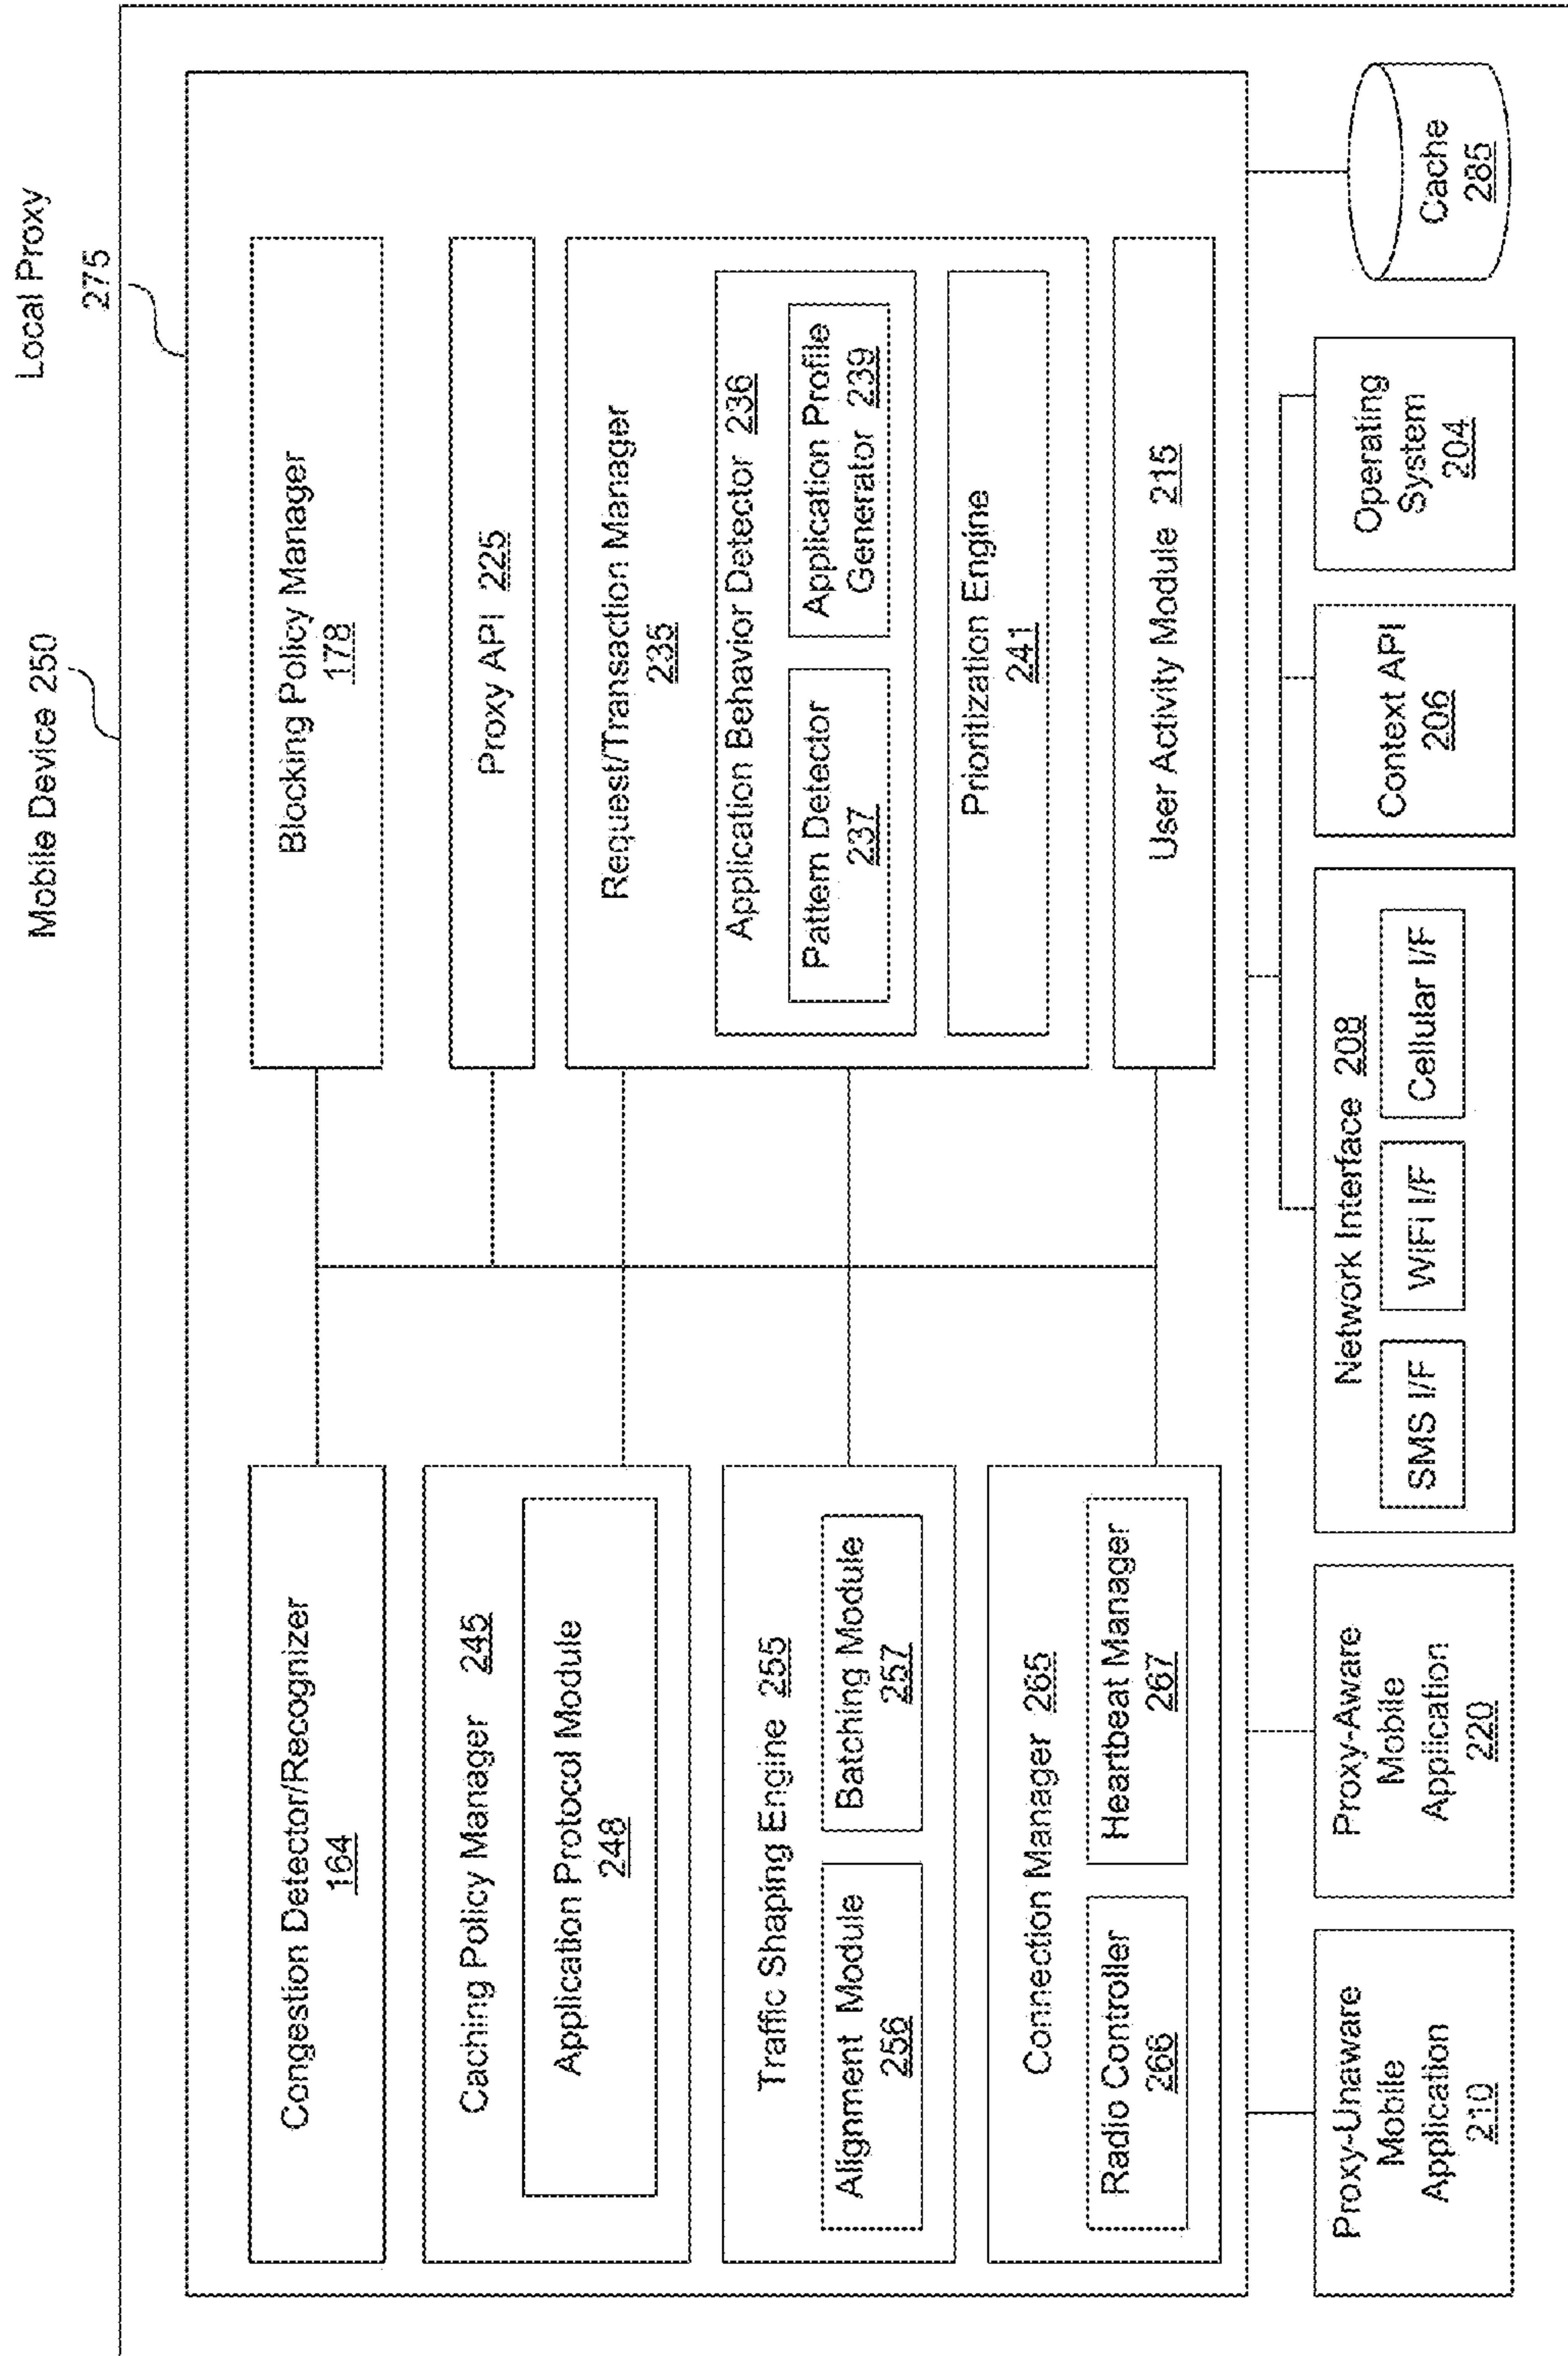 Mobile Device 250
Local Proxy
275
Congestion Detector/Recognizer
164
Caching Policy Manager 245
Application Protocol Module
248
Traffic Shaping Engine 255
Alignment Module
256
Batching Module
257
Connection Manager 265
Radio Controller
266
Heartbeat Manager
267
Blocking Policy Manager
178
Proxy API 225
Request/Transaction Manager
235
Application Behavior Detector 236
Pattern Detector
237
Application Profile
Generator 239
Prioritization Engine
241
User Activity Module 215
Proxy-Unaware
Mobile
Application
210
Proxy-Aware
Mobile
Application
220
Network Interface 208
SMS I/F
WiFi I/F
Cellular I/F
Context API
206
Operating
System
204
Cache
285